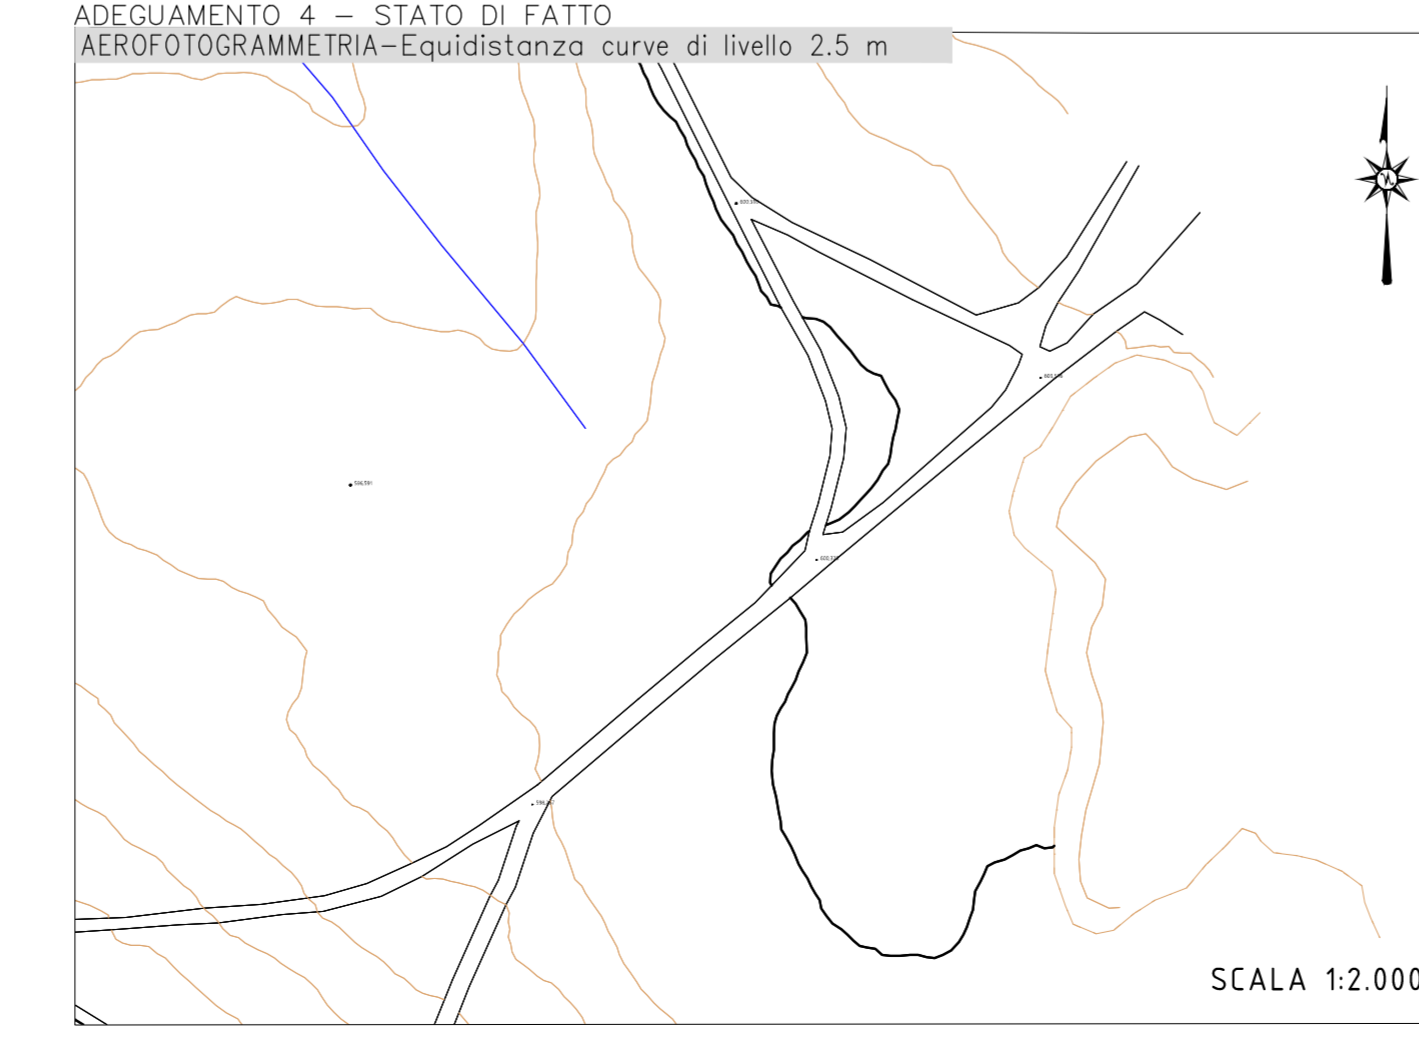 ADEGUAMENTO 4 – STATO DI FATTO
AEROFOTOGRAMMETRIA–Equidistanza curve di livello 2.5 m
N
SCALA 1:2.000